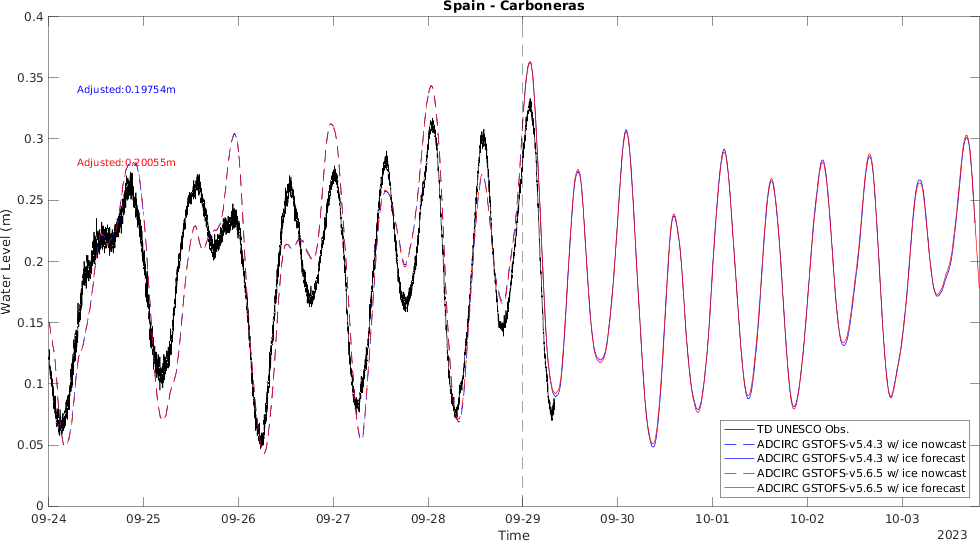 Spain - Carboneras
0.4
0.35
Adjusted:0.19754m
0.3
Adjusted:0.20055m
0.25
0.2
0.15
0.1
0.05
0
Water Level (m)
TD UNESCO Obs.
ADCIRC GSTOFS-v5.4.3 w/ ice nowcast
ADCIRC GSTOFS-v5.4.3 w/ ice forecast
ADCIRC GSTOFS-v5.6.5 w/ ice nowcast
ADCIRC GSTOFS-v5.6.5 w/ ice forecast
09-24 09-25 09-26 09-27 09-28 09-29 09-30 10-01 10-02 10-03
Time
2023